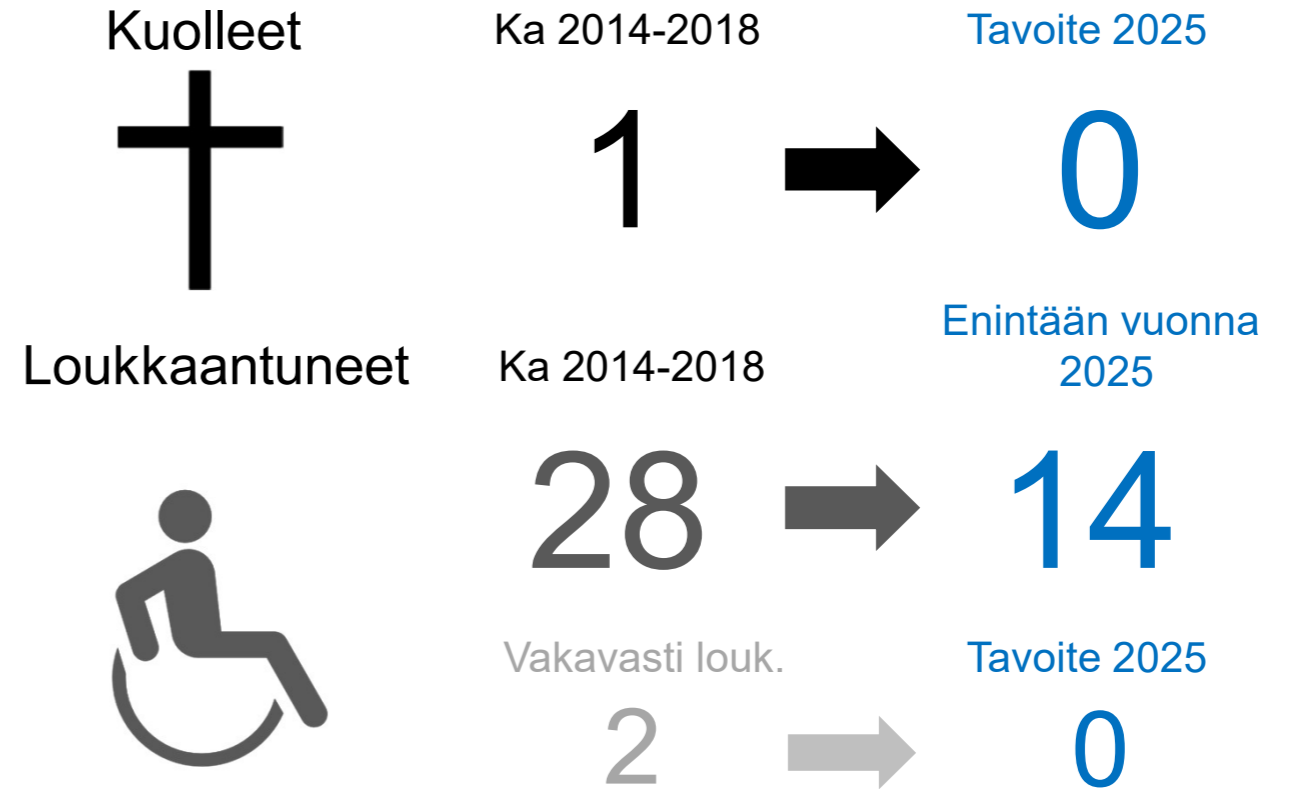 Kuolleet
Ka 2014-2018
Tavoite 2025
1
0
Loukkaantuneet
Ka 2014-2018
Enintään vuonna
2025
28
14
Vakavasti louk.
Tavoite 2025
2
0